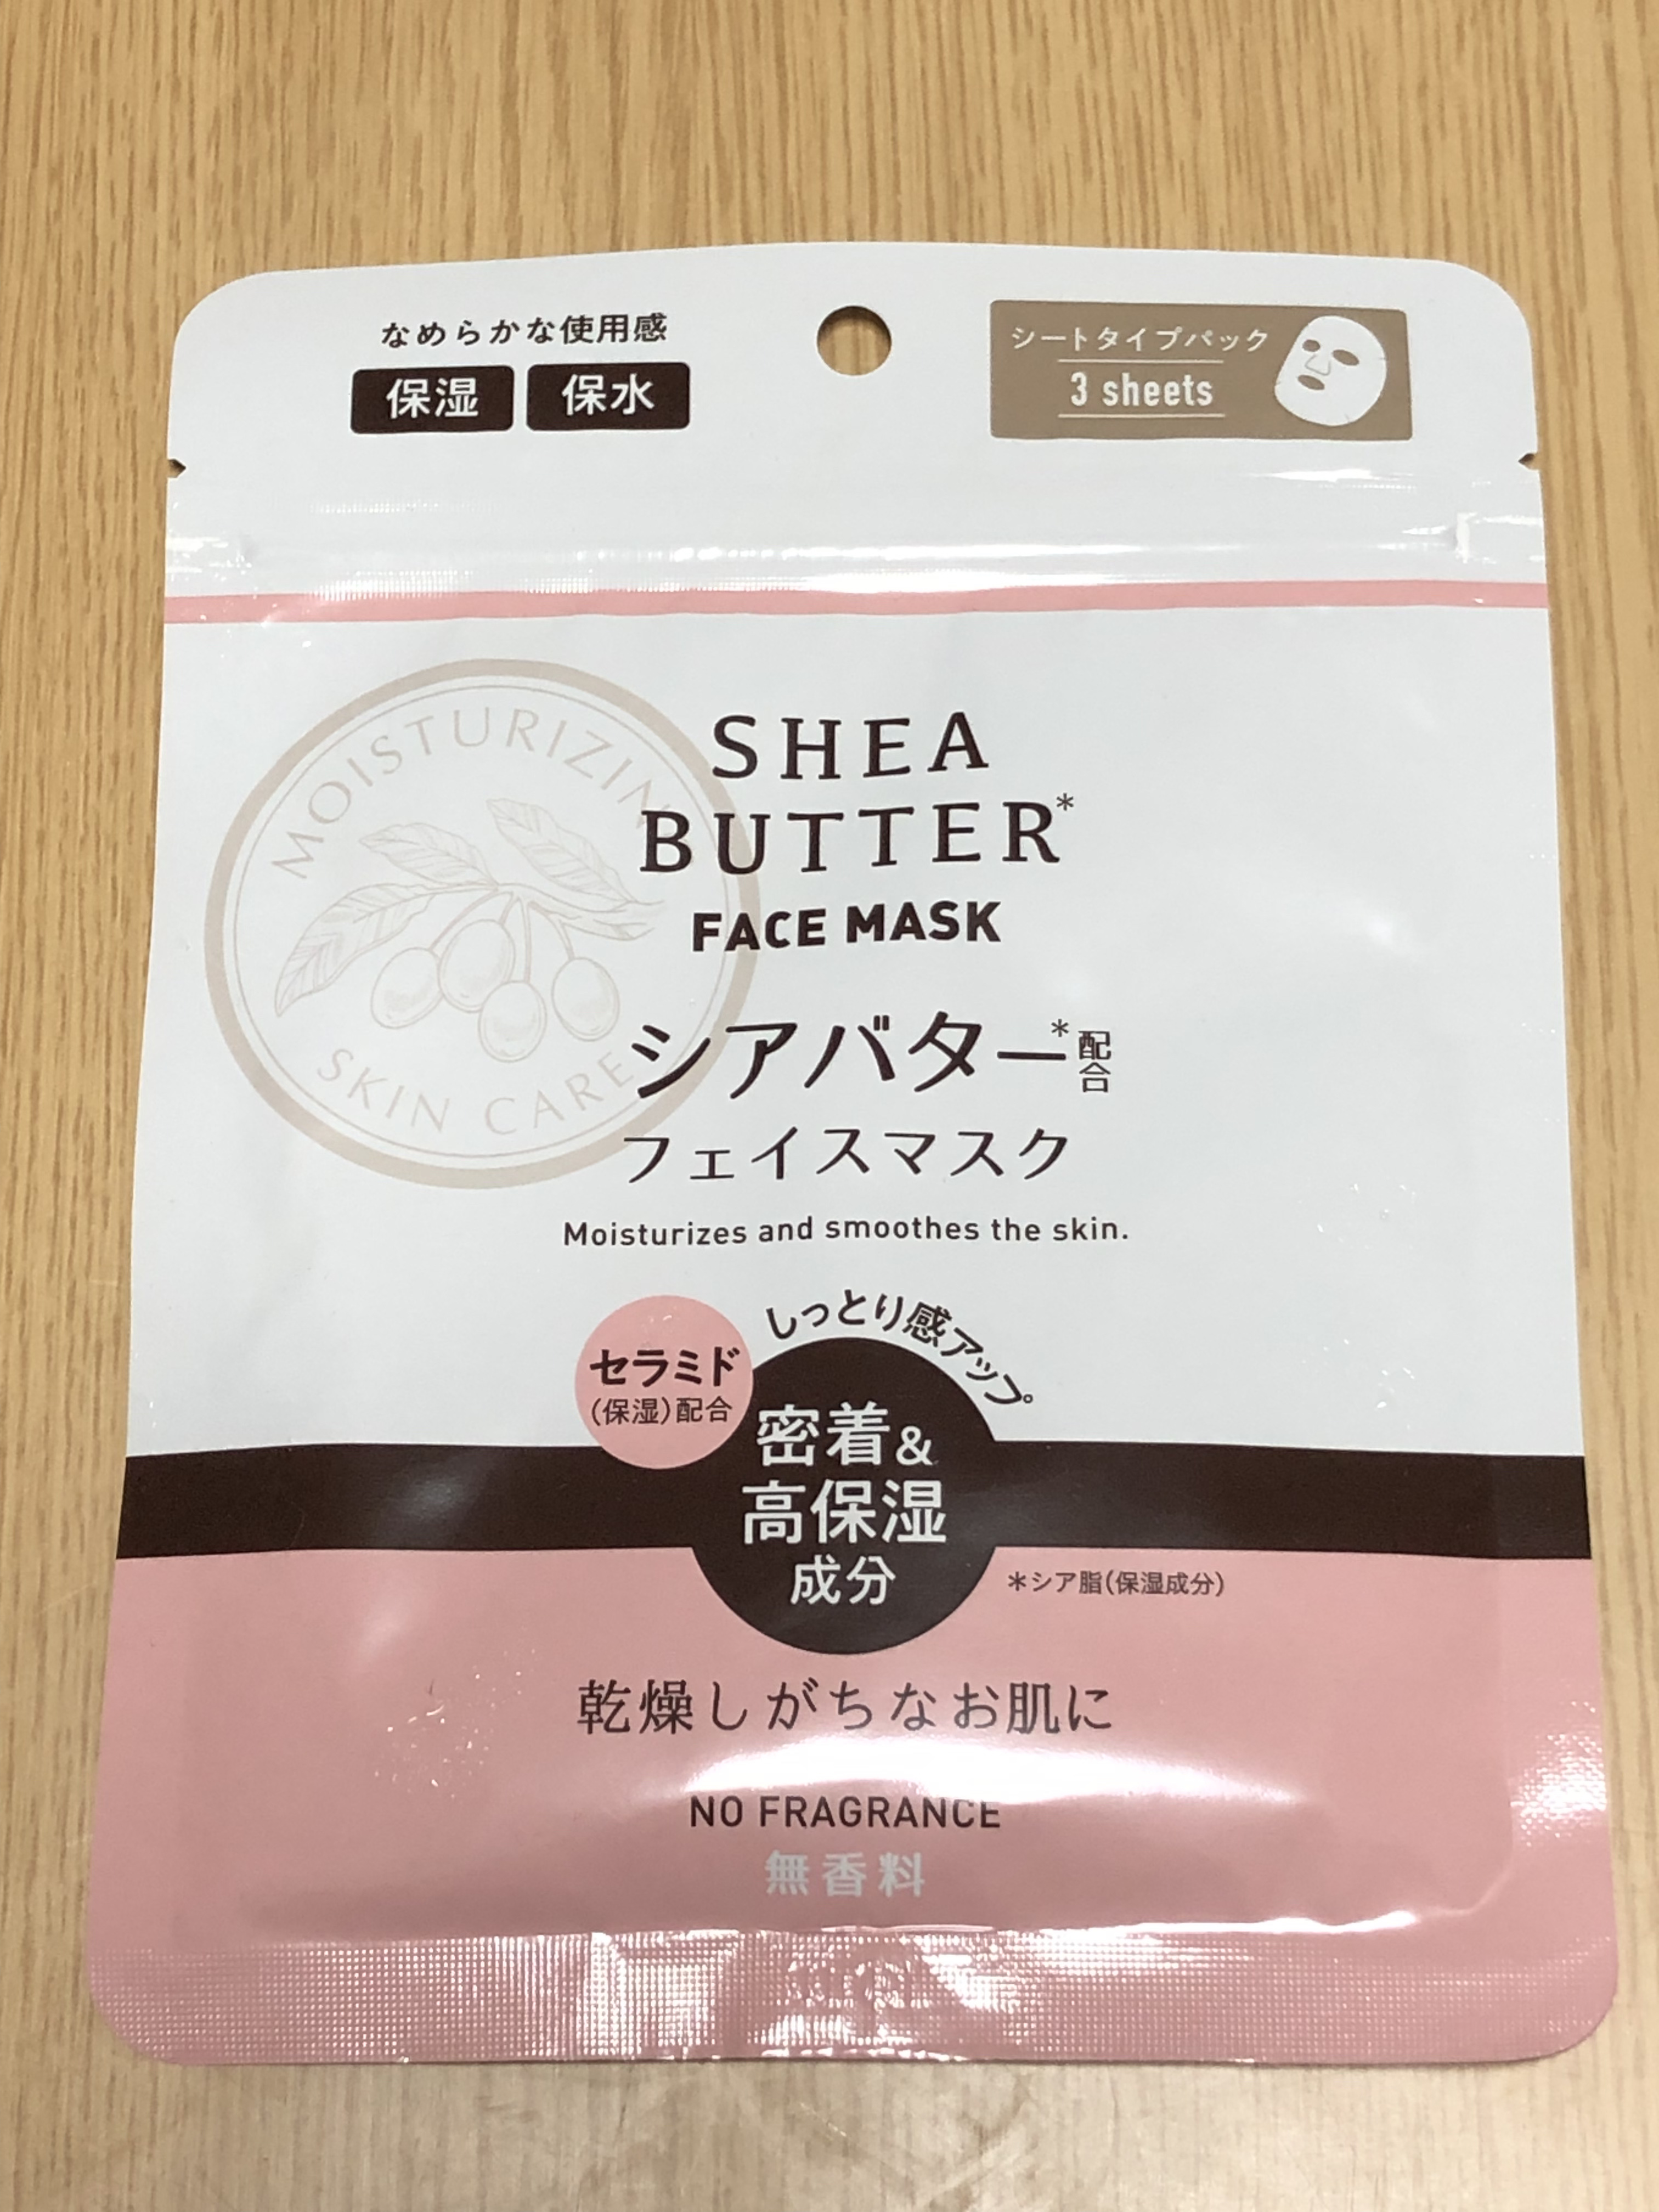 なめらかな使用感
保湿 保水
シートタイプパック
3 sheets
MOISTURIZIN
SKIN CARE
SHEA
BUTTER*
FACE MASK
シアバター*配合
フェイスマスク
Moisturizes and smoothes the skin.
しっとり感アップ
セラミド
(保湿)配合
密着&
高保湿
成分
*シア脂(保湿成分)
乾燥しがちなお肌に
NO FRAGRANCE
無香料